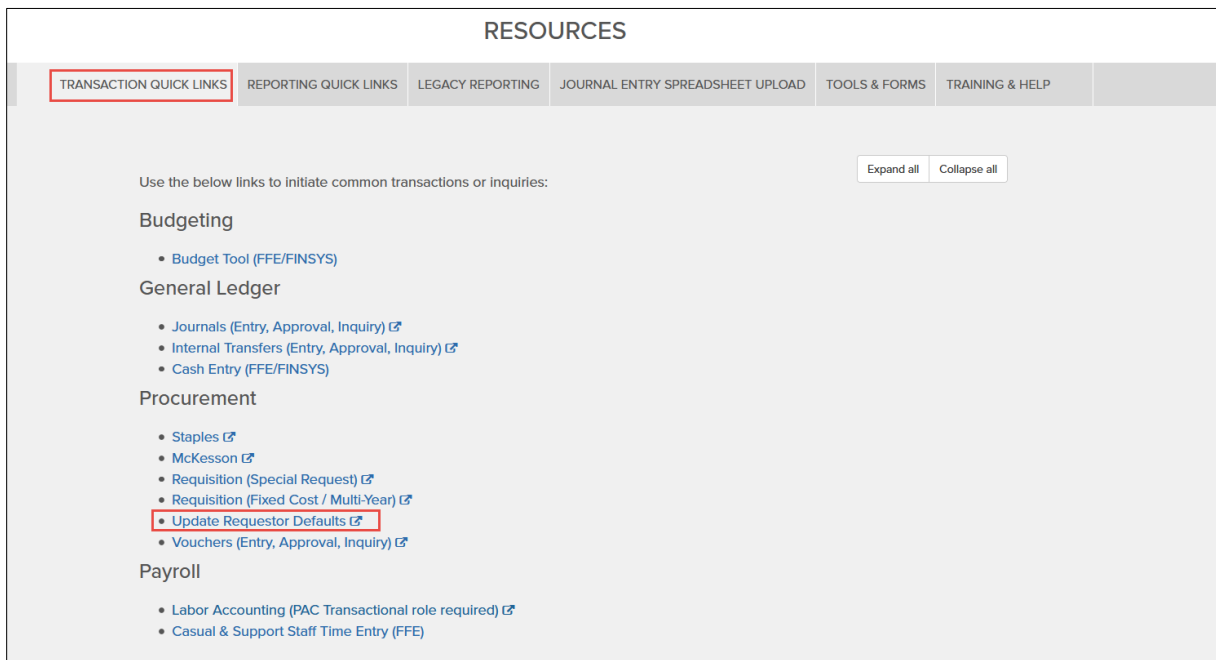 RESOURCES
TRANSACTION QUICK LINKS REPORTING QUICK LINKS LEGACY REPORTING JOURNAL ENTRY SPREADSHEET UPLOAD TOOLS & FORMS TRAINING & HELP
Expand all Collapse all
Use the below links to initiate common transactions or inquiries:
Budgeting
• Budget Tool (FFE/FINSYS)
General Ledger
• Journals (Entry, Approval, Inquiry)
• Internal Transfers (Entry, Approval, Inquiry)
• Cash Entry (FFE/FINSYS)
Procurement
• Staples
• McKesson
• Requisition (Special Request)
• Requisition (Fixed Cost / Multi-Year)
• Update Requestor Defaults
• Vouchers (Entry, Approval, Inquiry)
Payroll
• Labor Accounting (PAC Transactional role required)
• Casual & Support Staff Time Entry (FFE)